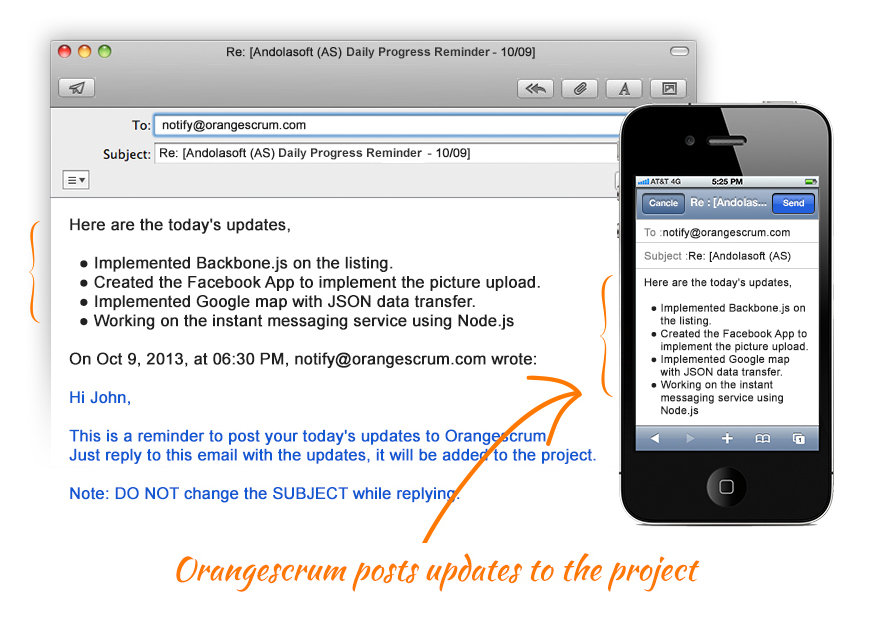 Re: [Andolasoft (AS) Daily Progress Reminder - 10/09]
To: notify@orangescrum.com
Subject: Re: [Andolasoft (AS) Daily Progress Reminder - 10/09]
Here are the today's updates,
● Implemented Backbone.js on the listing.
● Created the Facebook App to implement the picture upload.
● Implemented Google map with JSON data transfer.
● Working on the instant messaging service using Node.js
On Oct 9, 2013, at 06:30 PM, notify@orangescrum.com wrote:
Hi John,
This is a reminder to post your today's updates to Orangescrum.
Just reply to this email with the updates, it will be added to the project.
Note: DO NOT change the SUBJECT while replying.
AT&T 4G 5:25 PM
Cancle Re : [Andolas... Send
To :notify@orangescrum.com
Subject :Re: [Andolasoft (AS)
Here are the today's updates,
● Implemented Backbone.js on
the listing.
● Created the Facebook App to
implement the picture upload.
● Implemented Google map
with JSON data transfer.
● Working on the instant
messaging service using
Node.js
1
Orangescrum posts updates to the project